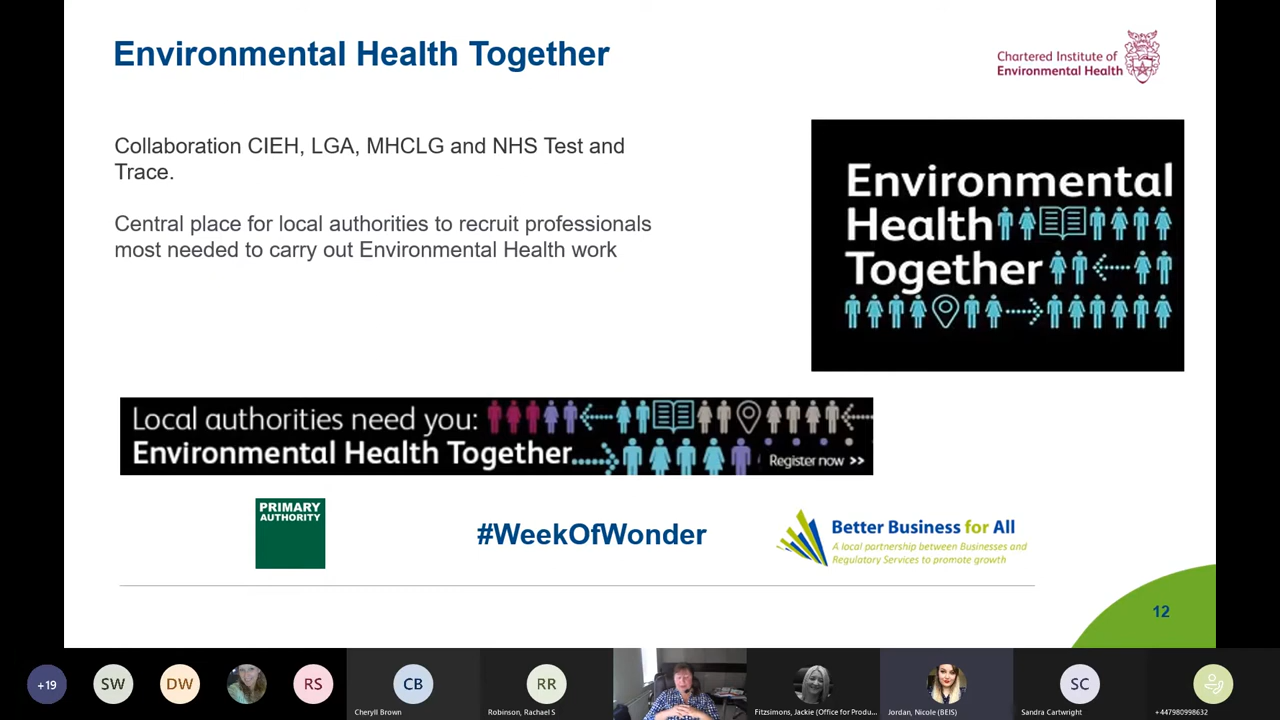 Environmental Health Together
Chartered Institute of
Environmental Health
Collaboration CIEH, LGA, MHCLG and NHS Test and
Trace.
Central place for local authorities to recruit professionals
most needed to carry out Environmental Health work
Environmental
Health
Together
Local authorities need you:
Environmental Health Together
Register now >>
PRIMARY
AUTHORITY
#WeekOfWonder
Better Business for All
A local partnership between Businesses and
Regulatory Services to promote growth
12
+19
SW
DW
RS
CB
RR
SC
Cheryll Brown
Robinson, Rachael S
Fitzsimons, Jackie (Office for Produ...
Jordan, Nicole (BEIS)
Sandra Cartwright
+447980998632